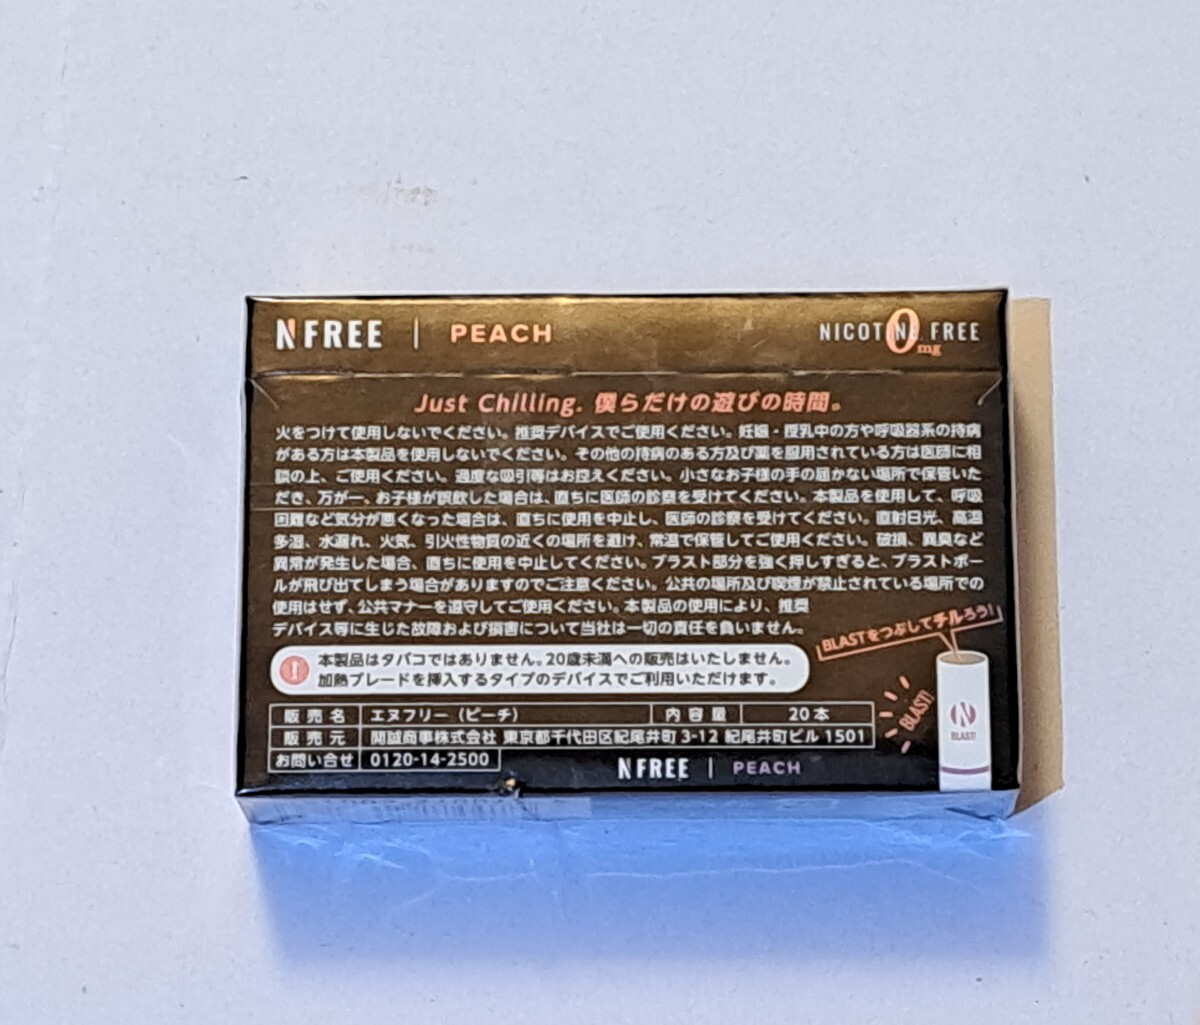 NFREE | PEACH
NICOTINE FREE
0mg
Just Chilling. 僕らだけの遊びの時間。
火をつけて使用しないでください。推奨デバイスでご使用ください。妊娠・授乳中の方や呼吸器系の持病
がある方は本製品を使用しないでください。その他の持病のある方及び薬を服用されている方は医師に相
談の上、ご使用ください。過度な吸引等はお控えください。小さなお子様の手の届かない場所で保管いた
だき、万が一、お子様が誤飲した場合は、直ちに医師の診察を受けてください。本製品を使用して、呼吸
困難など気分が悪くなった場合は、直ちに使用を中止し、医師の診察を受けてください。直射日光、高温
多湿、水漏れ、火気、引火性物質の近くの場所を避け、常温で保管してご使用ください。破損、異臭など
異常が発生した場合、直ちに使用を中止してください。ブラスト部分を強く押しすぎると、ブラストボー
ルが飛び出てしまう場合がありますのでご注意ください。公共の場所及び喫煙が禁止されている場所での
使用はせず、公共マナーを遵守してご使用ください。本製品の使用により、推奨
デバイス等に生じた故障および損害について当社は一切の責任を負いません。
BLASTをつぶしてチルろう!
本製品はタバコではありません。20歳未満への販売はいたしません。
加熱ブレードを挿入するタイプのデバイスでご利用いただけます。
BLAST!
N
BLAST!
販売名 エヌフリー（ピーチ） 内容量 20本
販売元 開誠商事株式会社 東京都千代田区紀尾井町 3-12 紀尾井町ビル 1501
お問い合せ 0120-14-2500
NFREE | PEACH